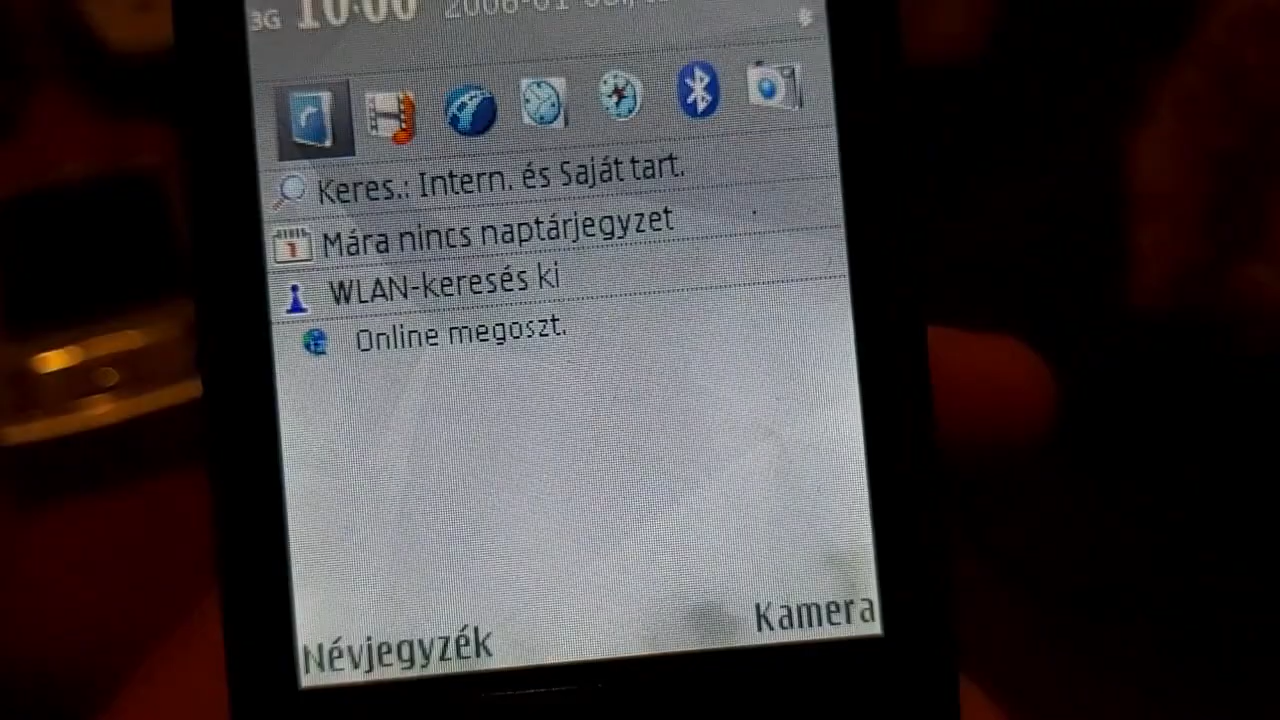 3G 10:00
Keres.: Intern. és Saját tart.
Mára nincs naptárjegyzet
WLAN-keresés ki
Online megoszt.
Névjegyzék
Kamera